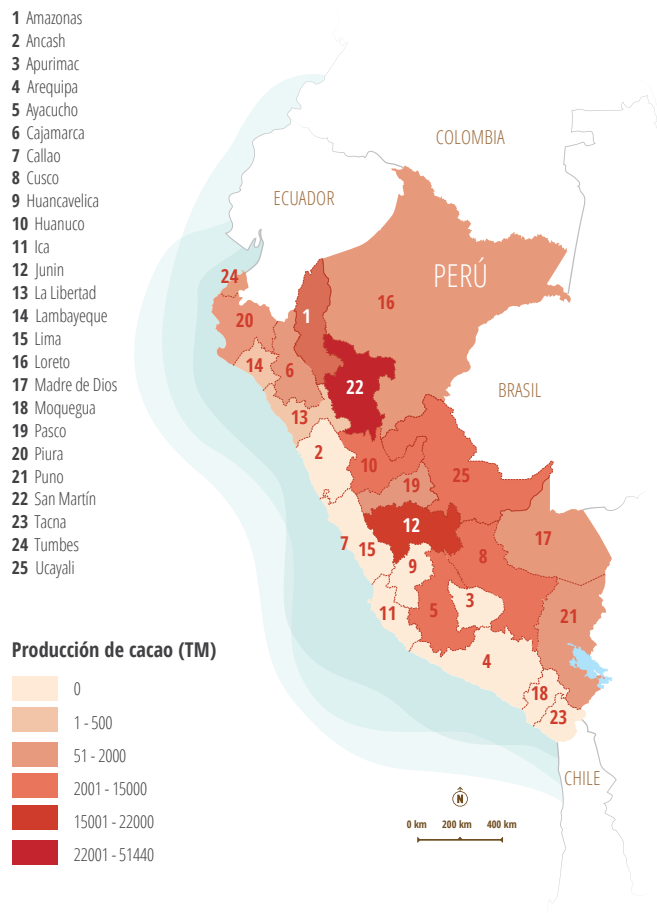 1 Amazonas
2 Ancash
3 Apurimac
4 Arequipa
5 Ayacucho
6 Cajamarca
7 Callao
8 Cusco
9 Huancavelica
10 Huanuco
11 Ica
12 Junin
13 La Libertad
14 Lambayeque
15 Lima
16 Loreto
17 Madre de Dios
18 Moquegua
19 Pasco
20 Piura
21 Puno
22 San Martín
23 Tacna
24 Tumbes
25 Ucayali
Producción de cacao (TM)
0
1 - 500
51 - 2000
2001 - 15000
15001 - 22000
22001 - 51440
COLOMBIA
ECUADOR
PERÚ
BRASIL
CHILE
24
20
1
16
14
6
22
13
2
10
25
19
12
7
15
9
8
17
11
5
3
21
4
18
23
N
0 km 200 km 400 km